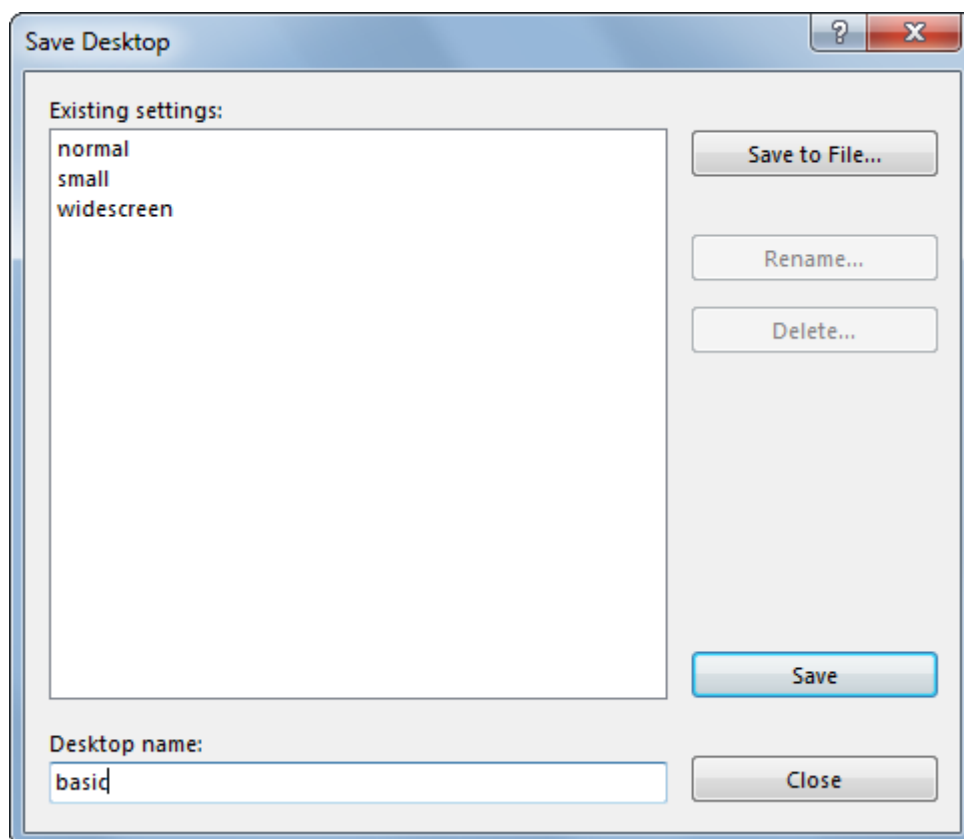 Save Desktop
?
Existing settings:
normal
small
widescreen
Save to File...
Rename...
Delete...
Save
Desktop name:
basic
Close